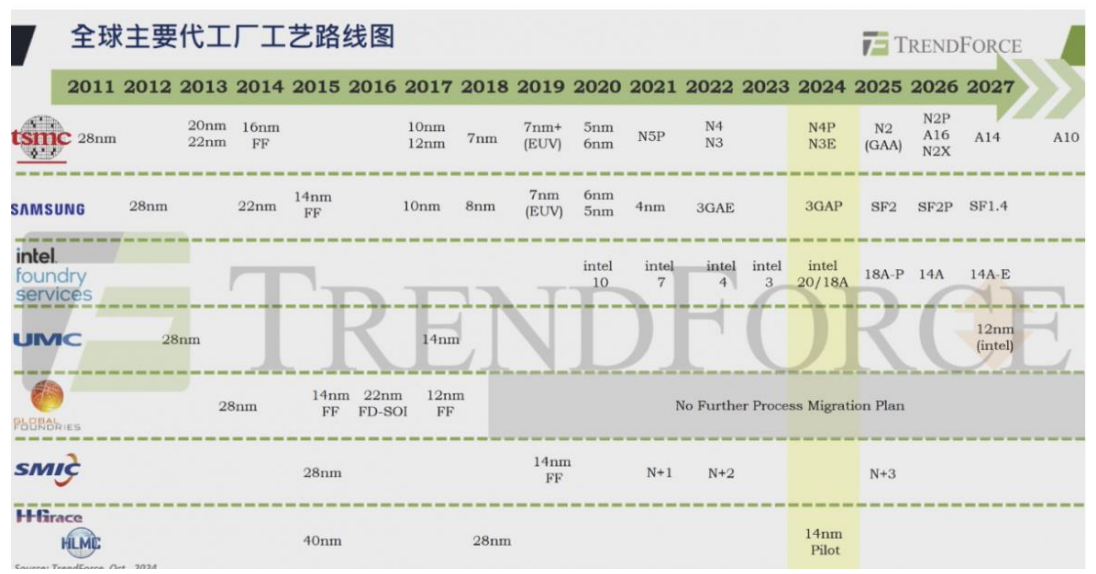 全球主要代工厂工艺路线图
TRENDFORCE
2011 2012 2013 2014 2015 2016 2017 2018 2019 2020 2021 2022 2023 2024 2025 2026 2027
tsmc
28nm
20nm
22nm
16nm
FF
10nm
12nm
7nm
7nm+
(EUV)
5nm
6nm
N5P
N4
N3
N4P
N3E
N2
(GAA)
N2P
A16
N2X
A14
A10
SAMSUNG
28nm
22nm
14nm
FF
10nm
8nm
7nm
(EUV)
6nm
5nm
4nm
3GAE
3GAP
SF2
SF2P
SF1.4
intel
foundry
services
intel
10
intel
7
intel
4
intel
3
intel
20/18A
18A-P
14A
14A-E
UMC
28nm
14nm
12nm
(intel)
GLOBAL
FOUNDRIES
28nm
14nm
FF
22nm
FD-SOI
12nm
FF
No Further Process Migration Plan
SMIC
28nm
14nm
FF
N+1
N+2
N+3
HHGrace
HLMC
40nm
28nm
14nm
Pilot
TRENDFORCE
Source: TrendForce, Oct., 2024